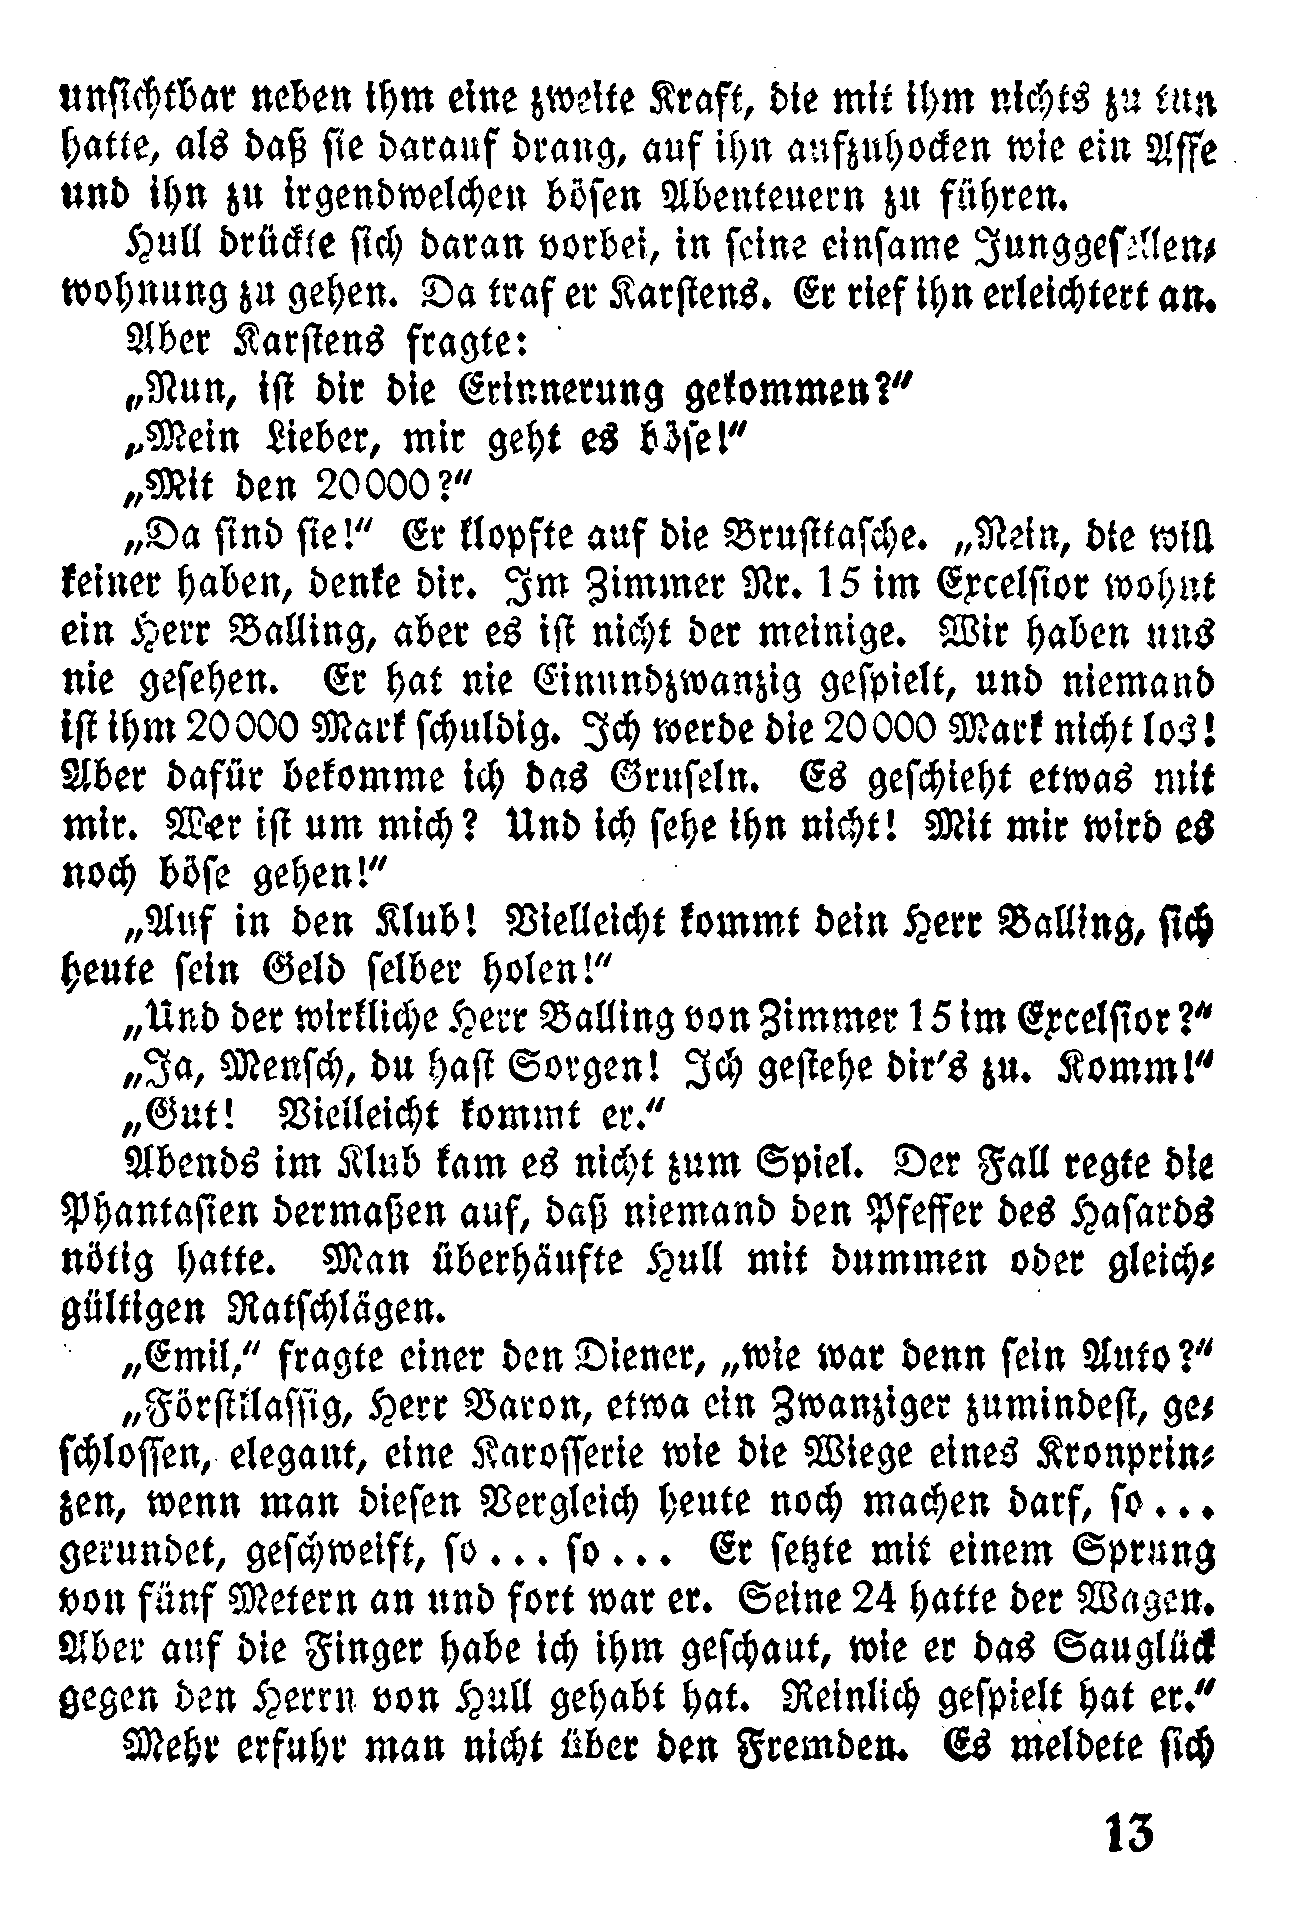 unsichtbar neben ihm eine zweite Kraft, die mit ihm nichts zu tun
hatte, als daß sie darauf drang, auf ihn aufzuhocken wie ein Affe
und ihn zu irgendwelchen bösen Abenteuern zu führen.
Hull drückte sich daran vorbei, in seine einsame Junggesellen-
wohnung zu gehen. Da traf er Karstens. Er rief ihn erleichtert an.
Aber Karstens fragte:
„Nun, ist dir die Erinnerung gekommen?“
„Mein Lieber, mir geht es böse!“
„Mit den 20000?“
„Da sind sie!“ Er klopfte auf die Brusttasche. „Nein, die will
keiner haben, denke dir. Im Zimmer Nr. 15 im Excelsior wohnt
ein Herr Balling, aber es ist nicht der meinige. Wir haben uns
nie gesehen. Er hat nie Einundzwanzig gespielt, und niemand
ist ihm 20000 Mark schuldig. Ich werde die 20000 Mark nicht los!
Aber dafür bekomme ich das Gruseln. Es geschieht etwas mit
mir. Wer ist um mich? Und ich sehe ihn nicht! Mit mir wird es
noch böse gehen!“
„Auf in den Klub! Vielleicht kommt dein Herr Balling, sich
heute sein Geld selber holen!“
„Und der wirkliche Herr Balling von Zimmer 15 im Excelsior?“
„Ja, Mensch, du hast Sorgen! Ich gestehe dir's zu. Komm!“
„Gut! Vielleicht kommt er.“
Abends im Klub kam es nicht zum Spiel. Der Fall regte die
Phantasien dermaßen auf, daß niemand den Pfeffer des Hasards
nötig hatte. Man überhäufte Hull mit dummen oder gleich-
gültigen Ratschlägen.
„Emil,“ fragte einer den Diener, „wie war denn sein Auto?“
„Förstklassig, Herr Baron, etwa ein Zwanziger zumindest, ge-
schlossen, elegant, eine Karosserie wie die Wiege eines Kronprin-
zen, wenn man diesen Vergleich heute noch machen darf, so...
gerundet, geschweift, so... so... Er setzte mit einem Sprung
von fünf Metern an und fort war er. Seine 24 hatte der Wagen.
Aber auf die Finger habe ich ihm geschaut, wie er das Sauglück
gegen den Herrn von Hull gehabt hat. Reinlich gespielt hat er.“
Mehr erfuhr man nicht über den Fremden. Es meldete sich
13